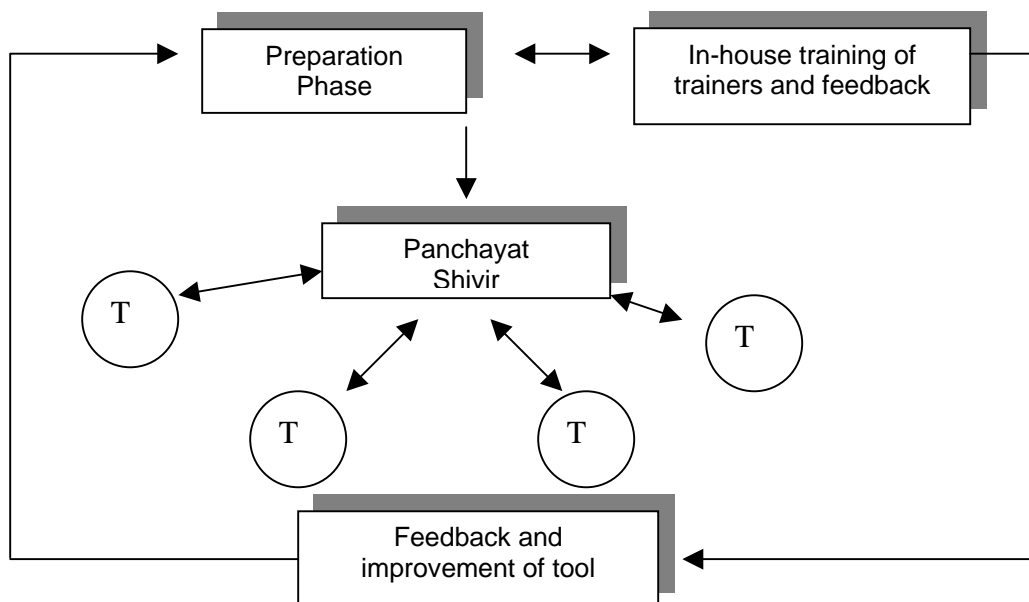 Preparation
Phase
In-house training of
trainers and feedback
Panchayat
Shivir
T
T
T
T
Feedback and
improvement of tool